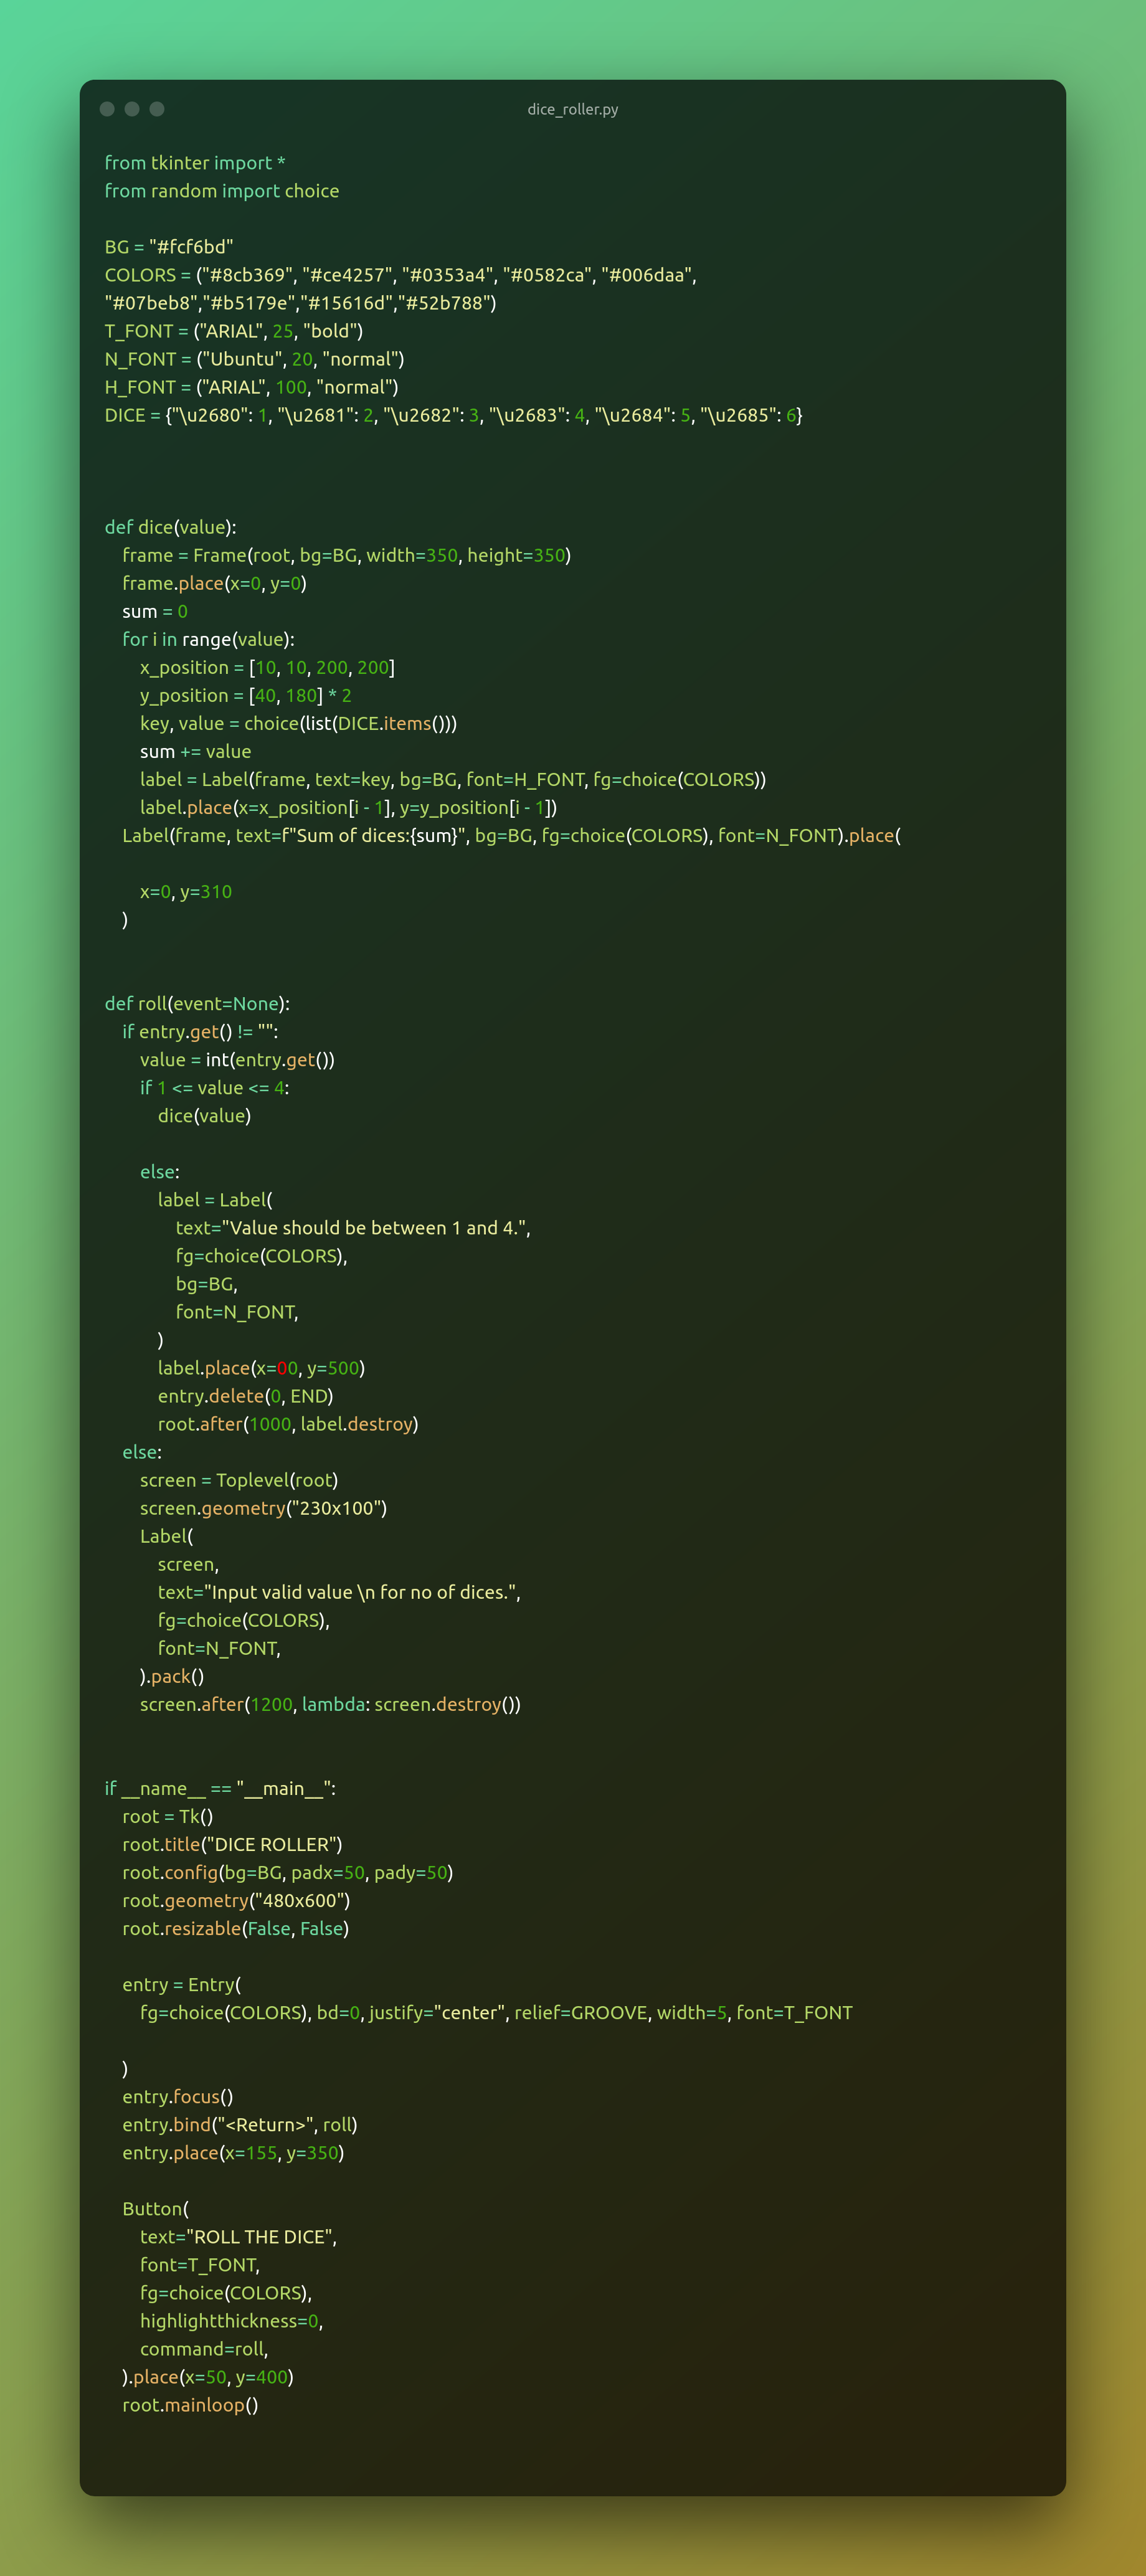 dice_roller.py
from tkinter import *
from random import choice

BG = "#fcf6bd"
COLORS = ("#8cb369", "#ce4257", "#0353a4", "#0582ca", "#006daa",
"#07beb8","#b5179e","#15616d","#52b788")
T_FONT = ("ARIAL", 25, "bold")
N_FONT = ("Ubuntu", 20, "normal")
H_FONT = ("ARIAL", 100, "normal")
DICE = {"\u2680": 1, "\u2681": 2, "\u2682": 3, "\u2683": 4, "\u2684": 5, "\u2685": 6}

def dice(value):
    frame = Frame(root, bg=BG, width=350, height=350)
    frame.place(x=0, y=0)
    sum = 0
    for i in range(value):
        x_position = [10, 10, 200, 200]
        y_position = [40, 180] * 2
        key, value = choice(list(DICE.items()))
        sum += value
        label = Label(frame, text=key, bg=BG, font=H_FONT, fg=choice(COLORS))
        label.place(x=x_position[i - 1], y=y_position[i - 1])
    Label(frame, text=f"Sum of dices:{sum}", bg=BG, fg=choice(COLORS), font=N_FONT).place(

        x=0, y=310
    )

def roll(event=None):
    if entry.get() != "":
        value = int(entry.get())
        if 1 <= value <= 4:
            dice(value)

        else:
            label = Label(
                text="Value should be between 1 and 4.",
                fg=choice(COLORS),
                bg=BG,
                font=N_FONT,
            )
            label.place(x=00, y=500)
            entry.delete(0, END)
            root.after(1000, label.destroy)
    else:
        screen = Toplevel(root)
        screen.geometry("230x100")
        Label(
            screen,
            text="Input valid value \n for no of dices.",
            fg=choice(COLORS),
            font=N_FONT,
        ).pack()
        screen.after(1200, lambda: screen.destroy())

if __name__ == "__main__":
    root = Tk()
    root.title("DICE ROLLER")
    root.config(bg=BG, padx=50, pady=50)
    root.geometry("480x600")
    root.resizable(False, False)

    entry = Entry(
        fg=choice(COLORS), bd=0, justify="center", relief=GROOVE, width=5, font=T_FONT

    )
    entry.focus()
    entry.bind("<Return>", roll)
    entry.place(x=155, y=350)

    Button(
        text="ROLL THE DICE",
        font=T_FONT,
        fg=choice(COLORS),
        highlightthickness=0,
        command=roll,
    ).place(x=50, y=400)
    root.mainloop()